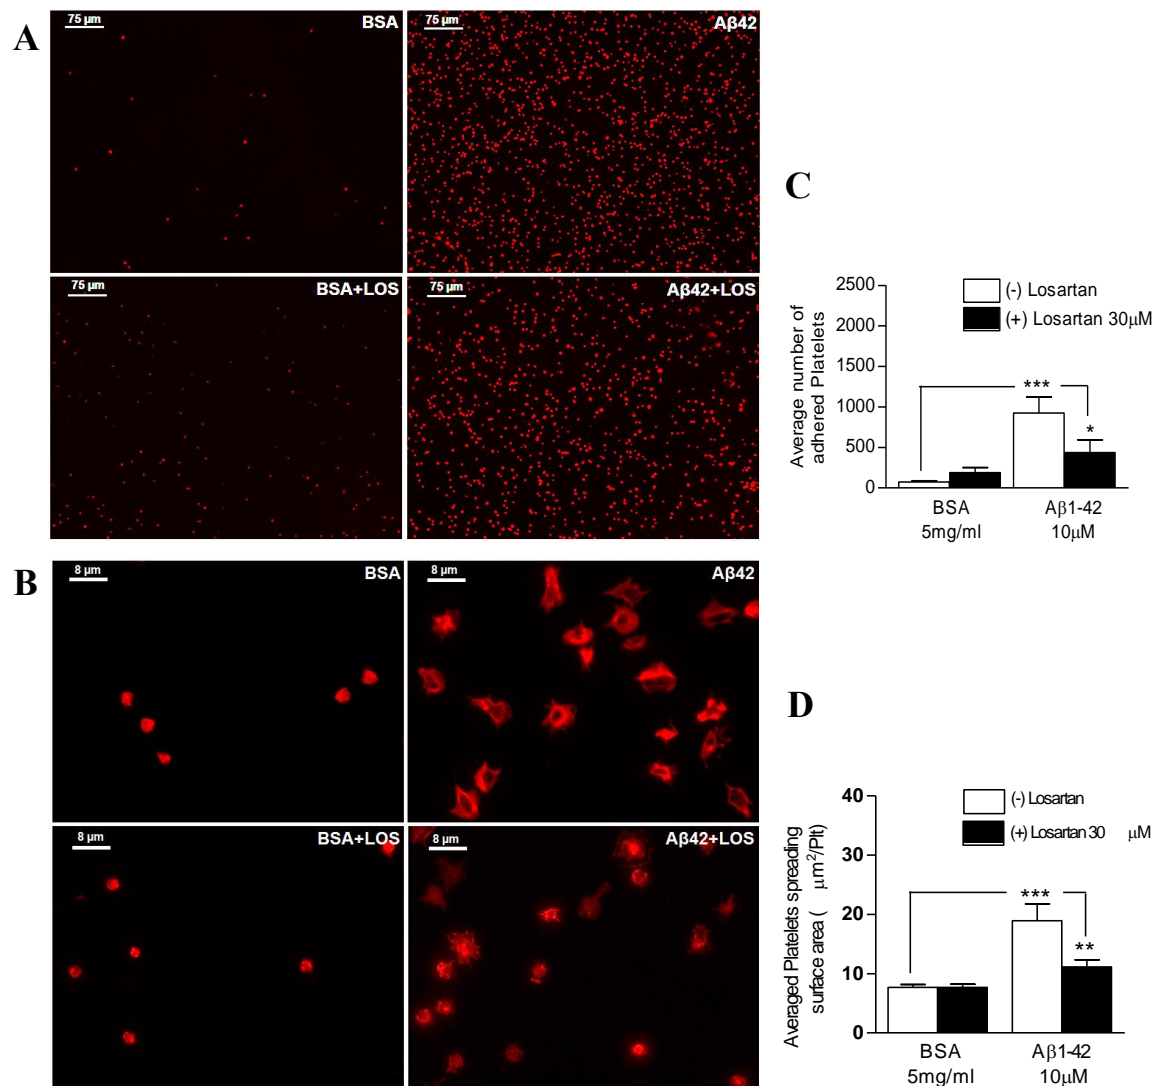 A
75 µm
BSA
75 µm
Aβ42
75 µm
BSA+LOS
75 µm
Aβ42+LOS
B
8 µm
BSA
8 µm
Aβ42
8 µm
BSA+LOS
8 µm
Aβ42+LOS
C
(-) Losartan
(+) Losartan 30µM
Average number of
adhered Platelets
2500
2000
1500
1000
500
0
***
*
BSA
5mg/ml
Aβ1-42
10µM
D
(-) Losartan
(+) Losartan 30 µM
Averaged Platelets spreading
surface area ( µm²/Plt)
40
30
20
10
0
***
**
BSA
5mg/ml
Aβ1-42
10µM